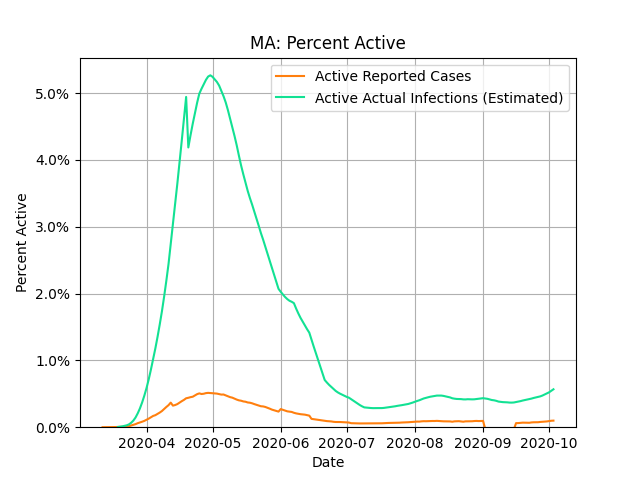 MA: Percent Active
Active Reported Cases
Active Actual Infections (Estimated)
Percent Active
5.0%
4.0%
3.0%
2.0%
1.0%
0.0%
2020-04 2020-05 2020-06 2020-07 2020-08 2020-09 2020-10
Date